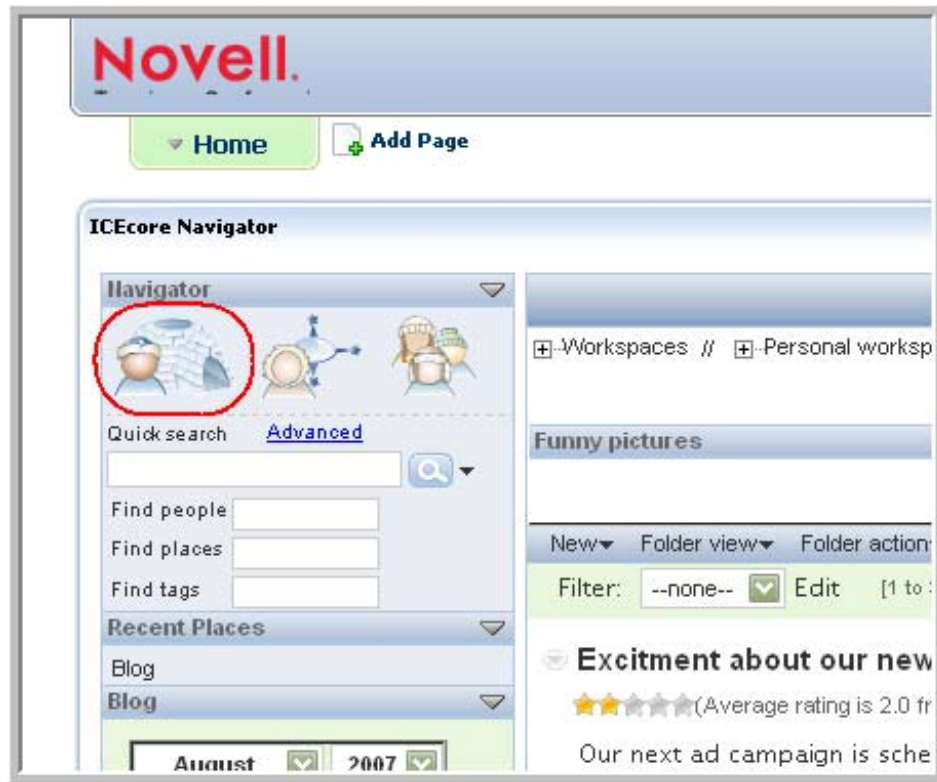 Novell.
Home
Add Page
ICEcore Navigator
Navigator
Quick search Advanced
Find people
Find places
Find tags
Recent Places
Blog
Blog
August 2007
Workspaces // Personal worksp
Funny pictures
New Folder view Folder action
Filter: --none-- Edit [1 to
Excitment about our new
(Average rating is 2.0 fr
Our next ad campaign is sche